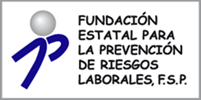 FUNDACIÓN
ESTATAL PARA
LA PREVENCIÓN
DE RIESGOS
LABORALES, F.S.P.